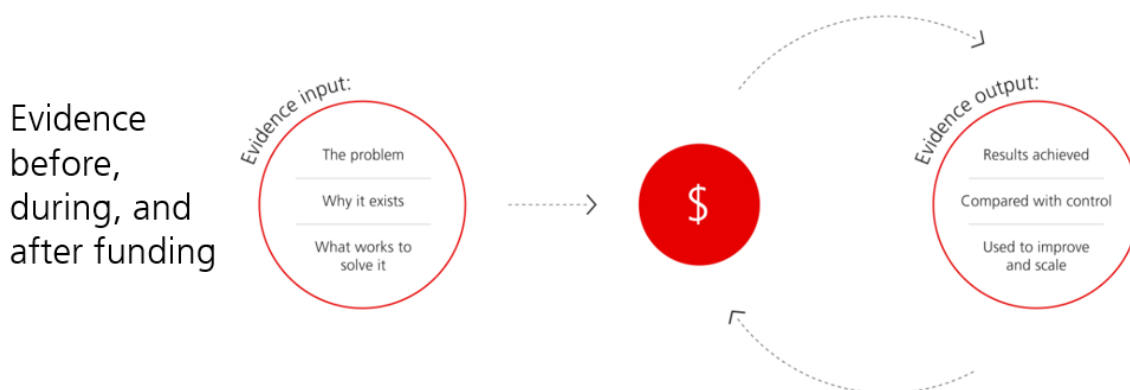 Evidence
before,
during, and
after funding
Evidence input:
The problem
Why it exists
What works to
solve it
$
Evidence output:
Results achieved
Compared with control
Used to improve
and scale